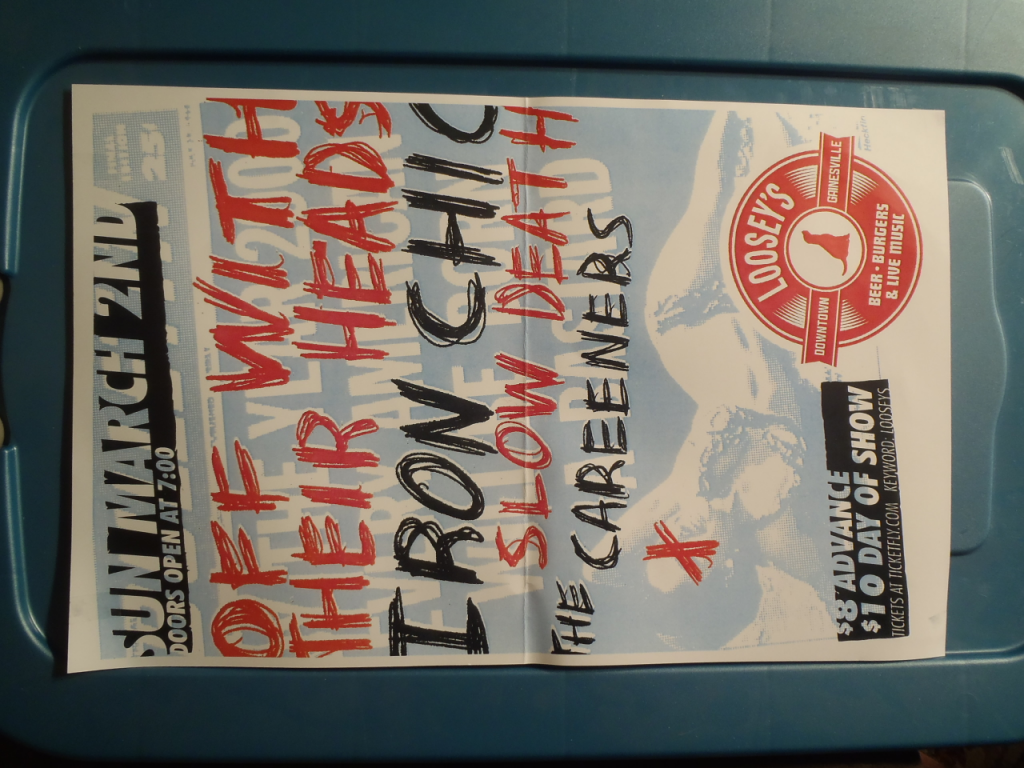 FINAL
EDITION
25¢
SUN MARCH 2ND
DOORS OPEN AT 7:00
OFF WITH
THEIR HEADS
IRON CHIC
SLOW DEATH
THE CAREENERS
LOOSEY'S
DOWNTOWN
GAINESVILLE
BEER • BURGERS
& LIVE MUSIC
$8 ADVANCE
$10 DAY OF SHOW
TICKETS AT TICKETFLY.COM KEYWORD: LOOSEYS